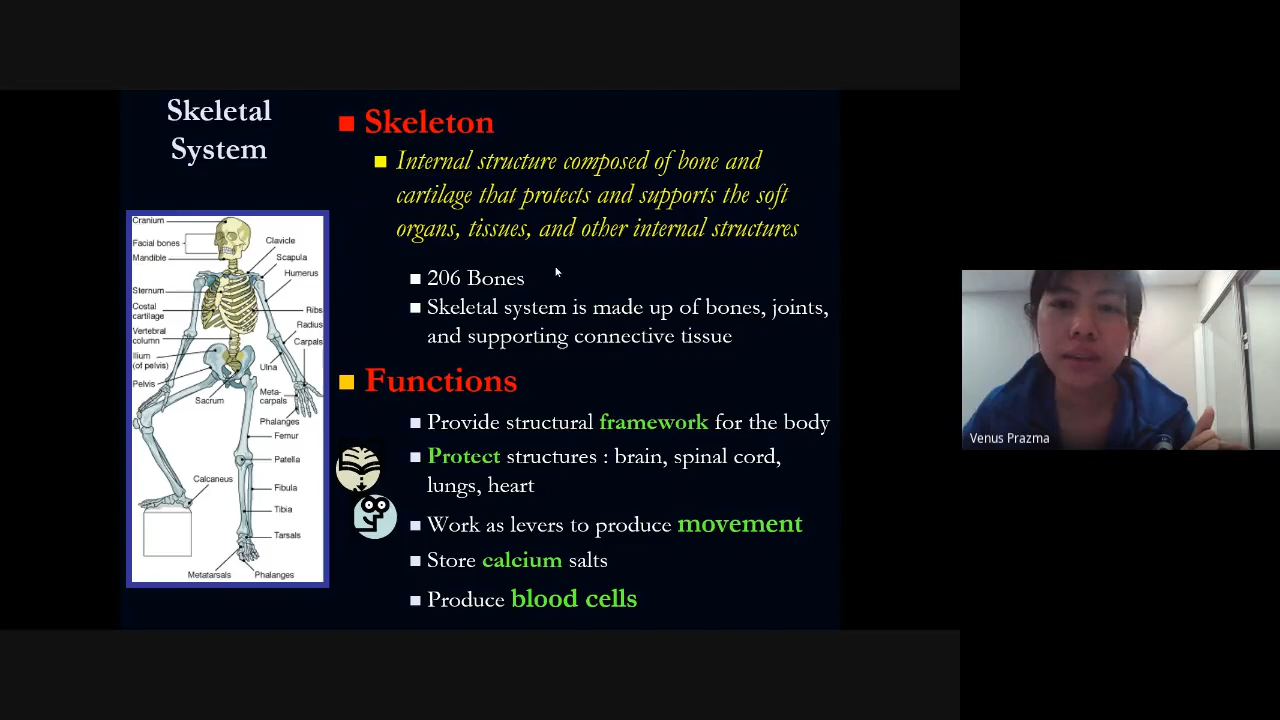 Skeletal
System
Skeleton
Internal structure composed of bone and
cartilage that protects and supports the soft
organs, tissues, and other internal structures
206 Bones
Skeletal system is made up of bones, joints,
and supporting connective tissue
Functions
Provide structural framework for the body
Protect structures : brain, spinal cord,
lungs, heart
Work as levers to produce movement
Store calcium salts
Produce blood cells
Cranium
Facial bones
Mandible
Sternum
Costal
cartilage
Vertebral
column
Ilium
(of pelvis)
Pelvis
Sacrum
Calcaneus
Metatarsals
Clavicle
Scapula
Humerus
Ribs
Radius
Carpals
Ulna
Meta-
carpals
Phalanges
Femur
Patella
Fibula
Tibia
Tarsals
Phalanges
Venus Prazma